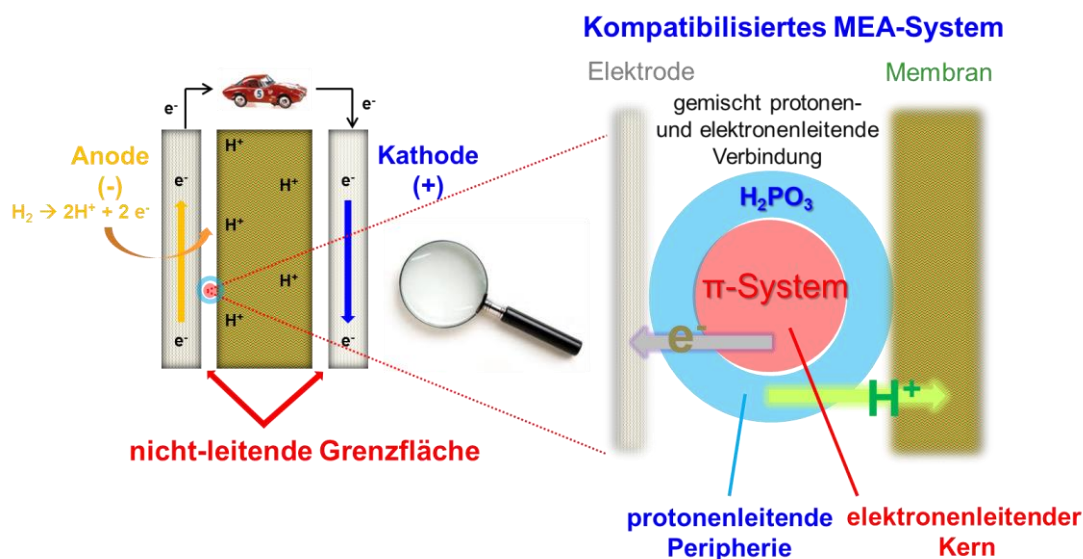 Kompatibilisiertes MEA-System
Elektrode
Membran
gemischt protonen-
und elektronenleitende
Verbindung
H₂PO₃
π-System
e⁻
H⁺
protonenleitende
Peripherie
elektronenleitender
Kern
e⁻
5
e⁻
Anode
(-)
H₂ → 2H⁺ + 2 e⁻
e⁻
e⁻
H⁺
H⁺
H⁺
H⁺
H⁺
Kathode
(+)
e⁻
e⁻
nicht-leitende Grenzfläche